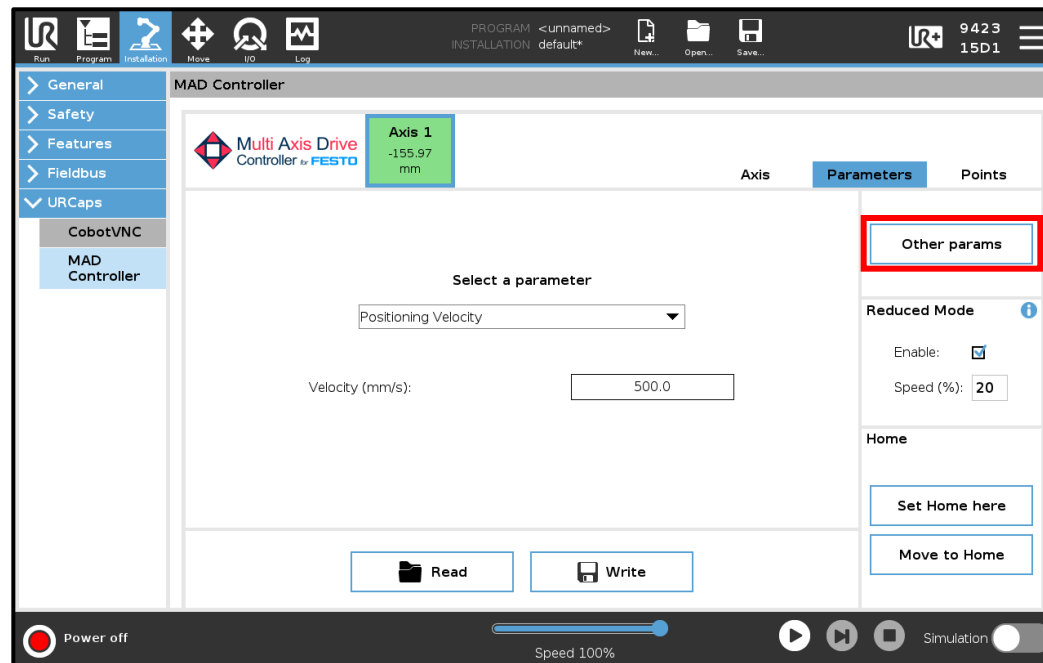 PROGRAM <unnamed>
INSTALLATION default*
9423
15D1
Run Program Installation Move I/O Log New... Open... Save...
General
MAD Controller
Safety
Features
Fieldbus
URCaps
CobotVNC
MAD
Controller
Multi Axis Drive
Controller for FESTO
Axis 1
-155.97
mm
Axis Parameters Points
Other params
Select a parameter
Positioning Velocity
Velocity (mm/s): 500.0
Reduced Mode
Enable:
Speed (%): 20
Home
Set Home here
Move to Home
Read Write
Power off
Speed 100%
Simulation